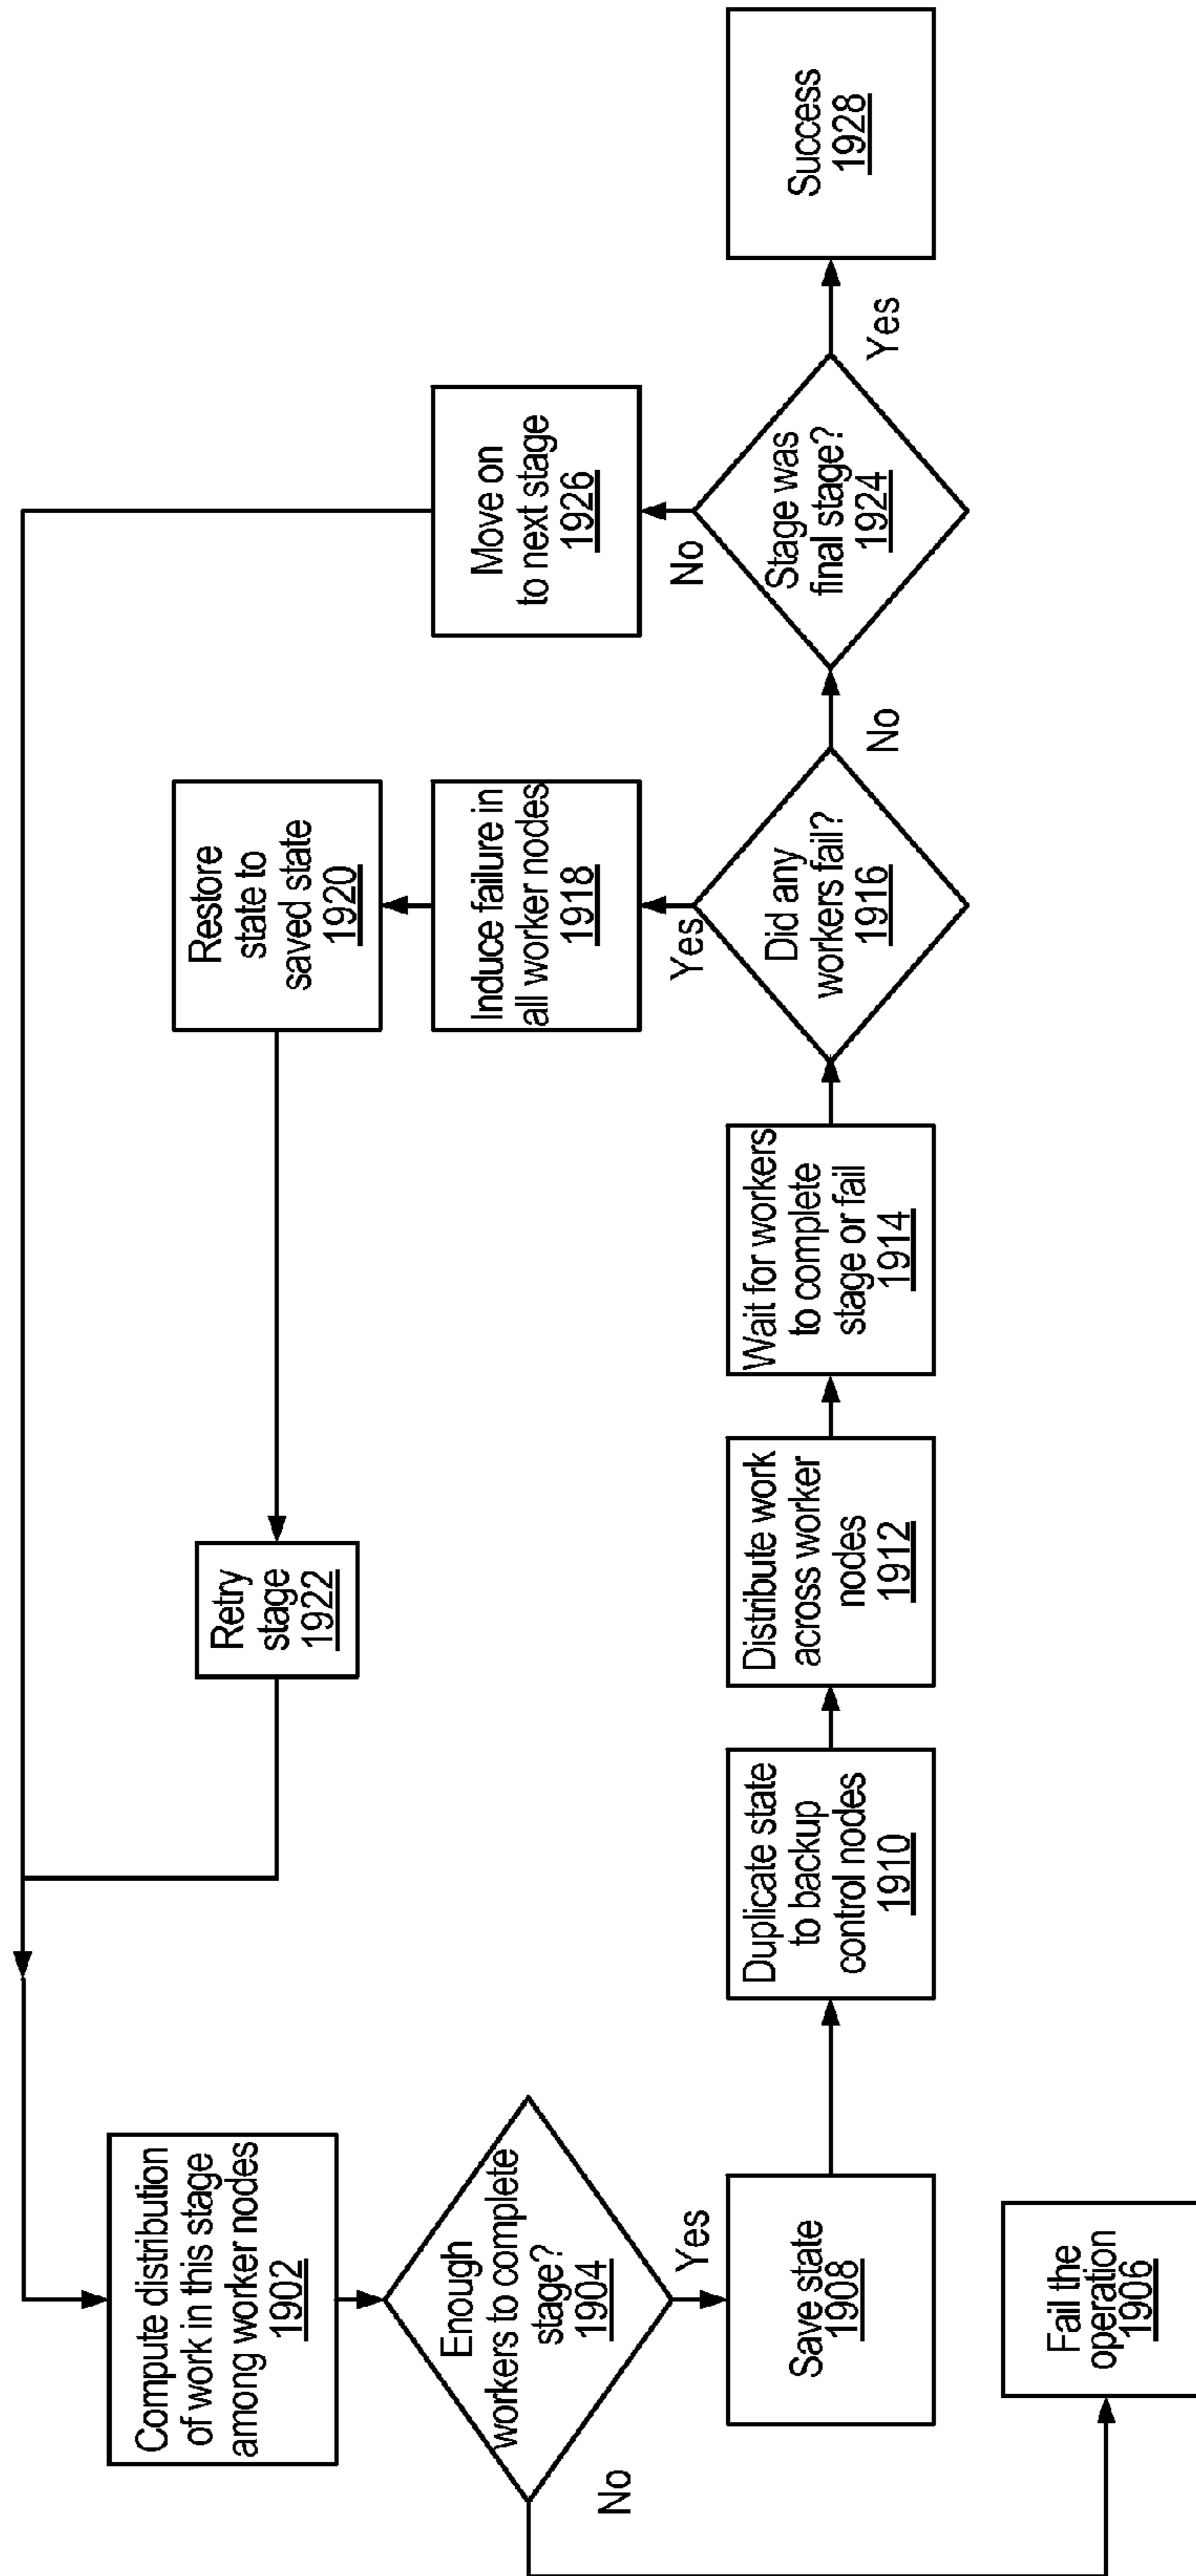 Compute distribution
of work in this stage
among worker nodes
1902
Enough
workers to complete
stage?
1904
No
Yes
Fail the
operation
1906
Save state
1908
Duplicate state
to backup
control nodes
1910
Distribute work
across worker
nodes
1912
Wait for workers
to complete
stage or fail
1914
Did any
workers fail?
1916
Yes
No
Induce failure in
all worker nodes
1918
Restore
state to
saved state
1920
Retry
stage
1922
Stage was
final stage?
1924
No
Yes
Move on
to next stage
1926
Success
1928